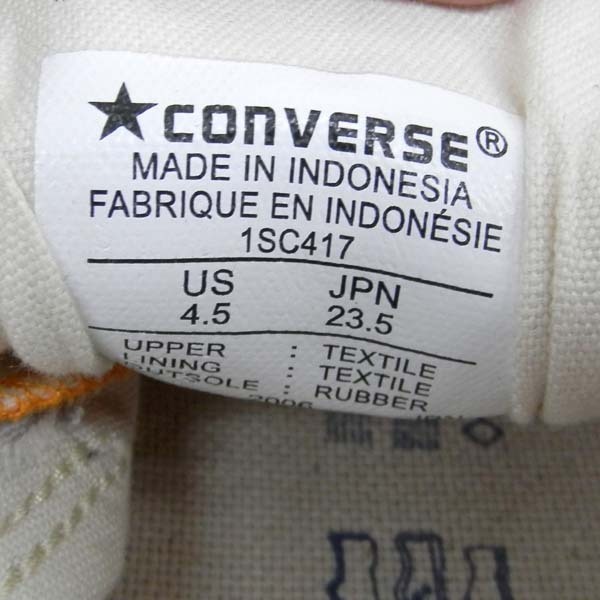 ★CONVERSE®
MADE IN INDONESIA
FABRIQUE EN INDONÉSIE
1SC417
US JPN
4.5 23.5
UPPER : TEXTILE
LINING : TEXTILE
OUTSOLE : RUBBER
2006